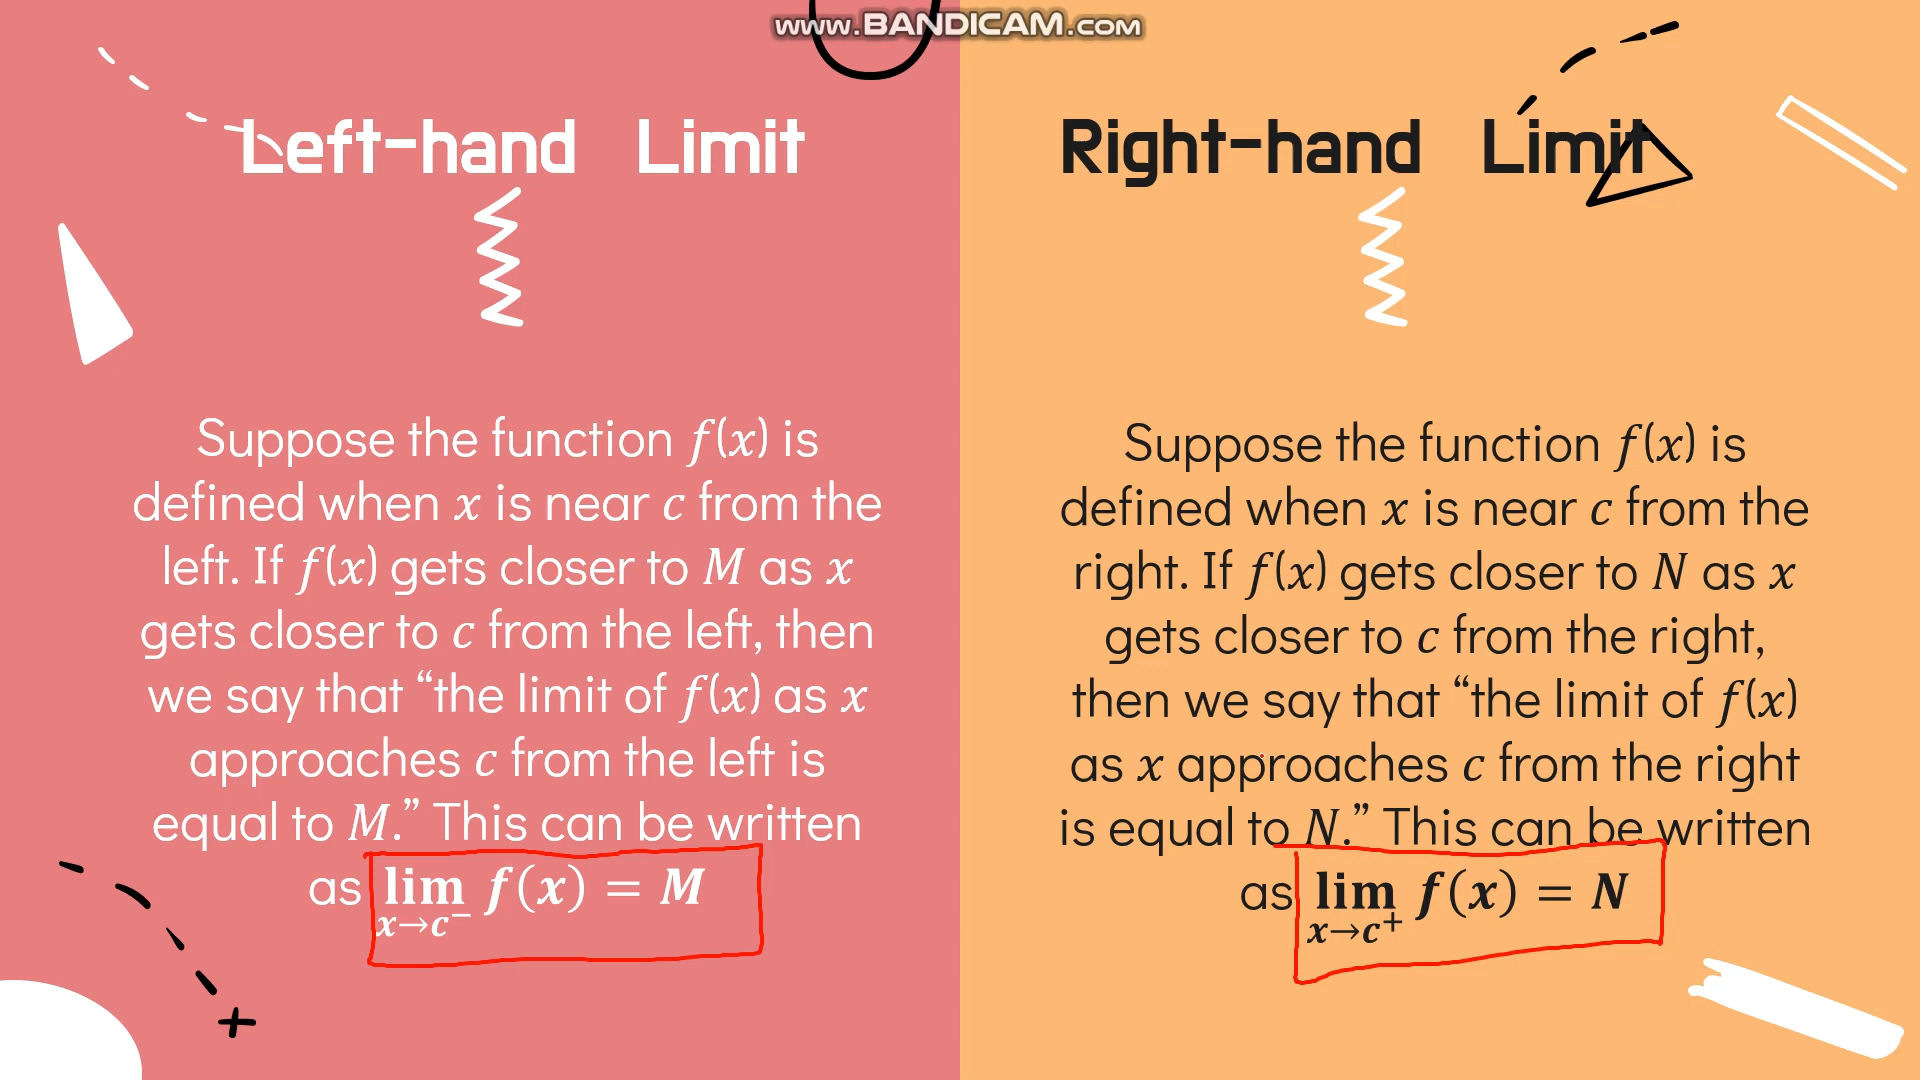 www.BANDICAM.com
Left-hand Limit
Suppose the function f(x) is
defined when x is near c from the
left. If f(x) gets closer to M as x
gets closer to c from the left, then
we say that “the limit of f(x) as x
approaches c from the left is
equal to M.” This can be written
as lim f(x) = M
x→c⁻
Right-hand Limit
Suppose the function f(x) is
defined when x is near c from the
right. If f(x) gets closer to N as x
gets closer to c from the right,
then we say that “the limit of f(x)
as x approaches c from the right
is equal to N.” This can be written
as lim f(x) = N
x→c⁺